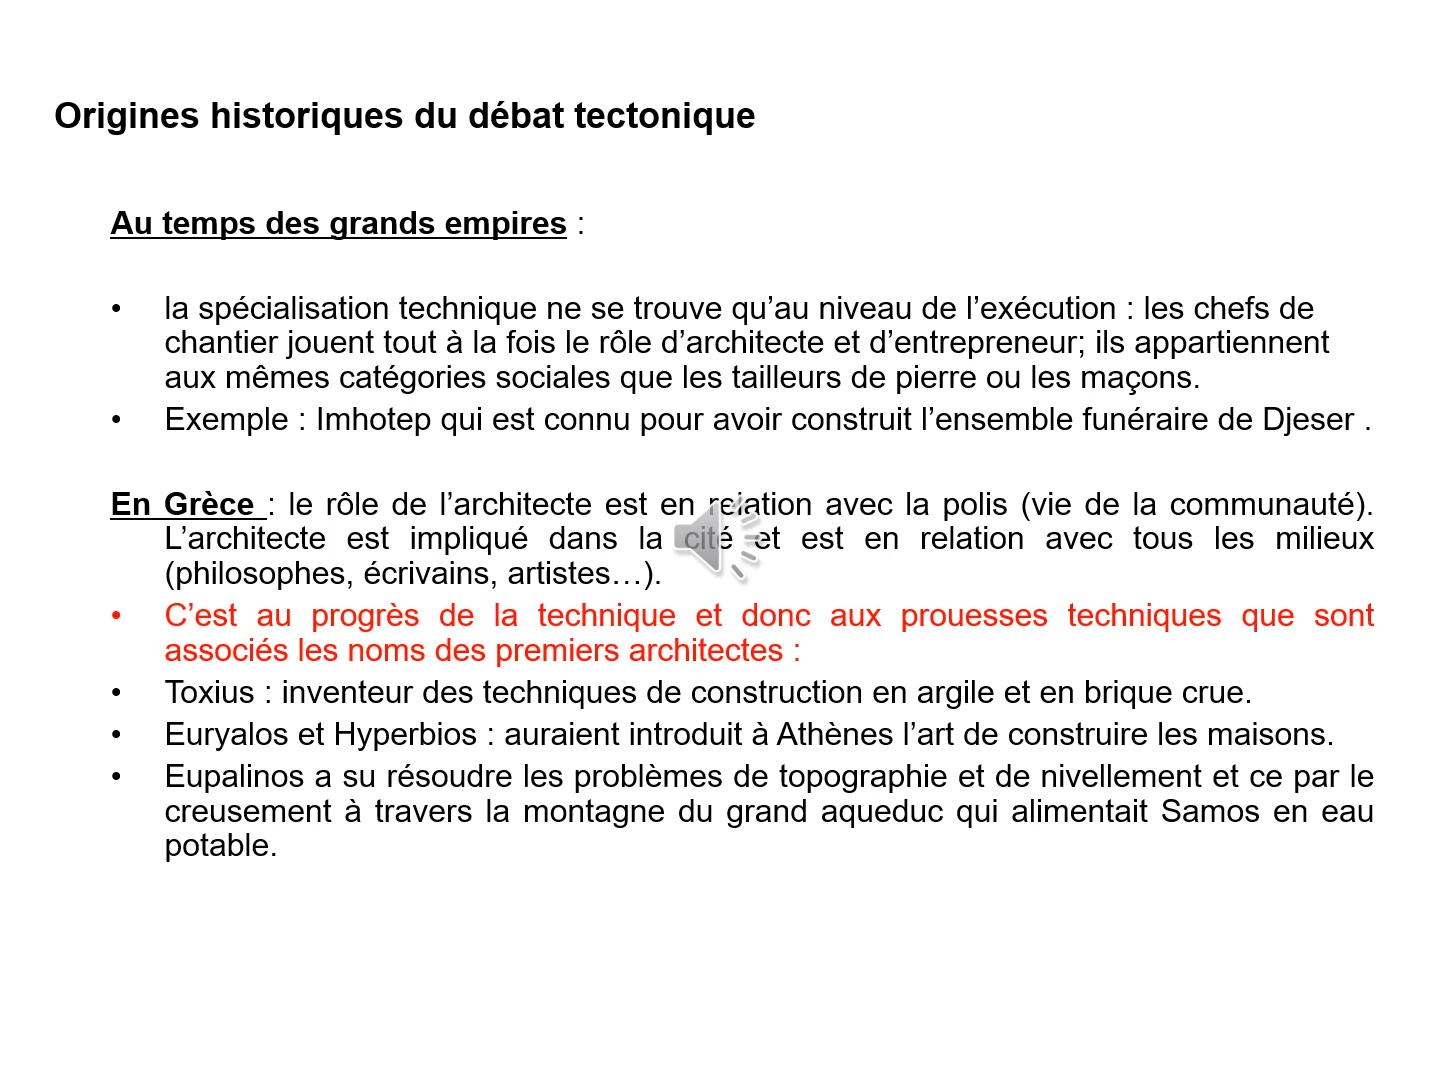 Origines historiques du débat tectonique
Au temps des grands empires :
• la spécialisation technique ne se trouve qu’au niveau de l’exécution : les chefs de
chantier jouent tout à la fois le rôle d’architecte et d’entrepreneur; ils appartiennent
aux mêmes catégories sociales que les tailleurs de pierre ou les maçons.
• Exemple : Imhotep qui est connu pour avoir construit l’ensemble funéraire de Djeser .
En Grèce : le rôle de l’architecte est en relation avec la polis (vie de la communauté).
L’architecte est impliqué dans la cité et est en relation avec tous les milieux
(philosophes, écrivains, artistes…).
• C’est au progrès de la technique et donc aux prouesses techniques que sont
associés les noms des premiers architectes :
• Toxius : inventeur des techniques de construction en argile et en brique crue.
• Euryalos et Hyperbios : auraient introduit à Athènes l’art de construire les maisons.
• Eupalinos a su résoudre les problèmes de topographie et de nivellement et ce par le
creusement à travers la montagne du grand aqueduc qui alimentait Samos en eau
potable.